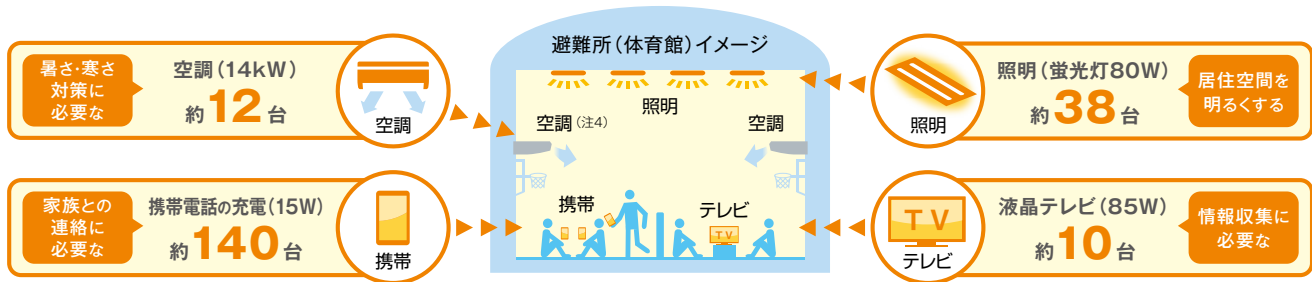 避難所（体育館）イメージ
暑さ・寒さ
対策に
必要な
空調（14kW）
約12台
空調
家族との
連絡に
必要な
携帯電話の充電（15W）
約140台
携帯
照明
空調（注4）
空調
携帯
テレビ
TV
照明
照明（蛍光灯80W）
約38台
居住空間を
明るくする
TV
テレビ
液晶テレビ（85W）
約10台
情報収集に
必要な